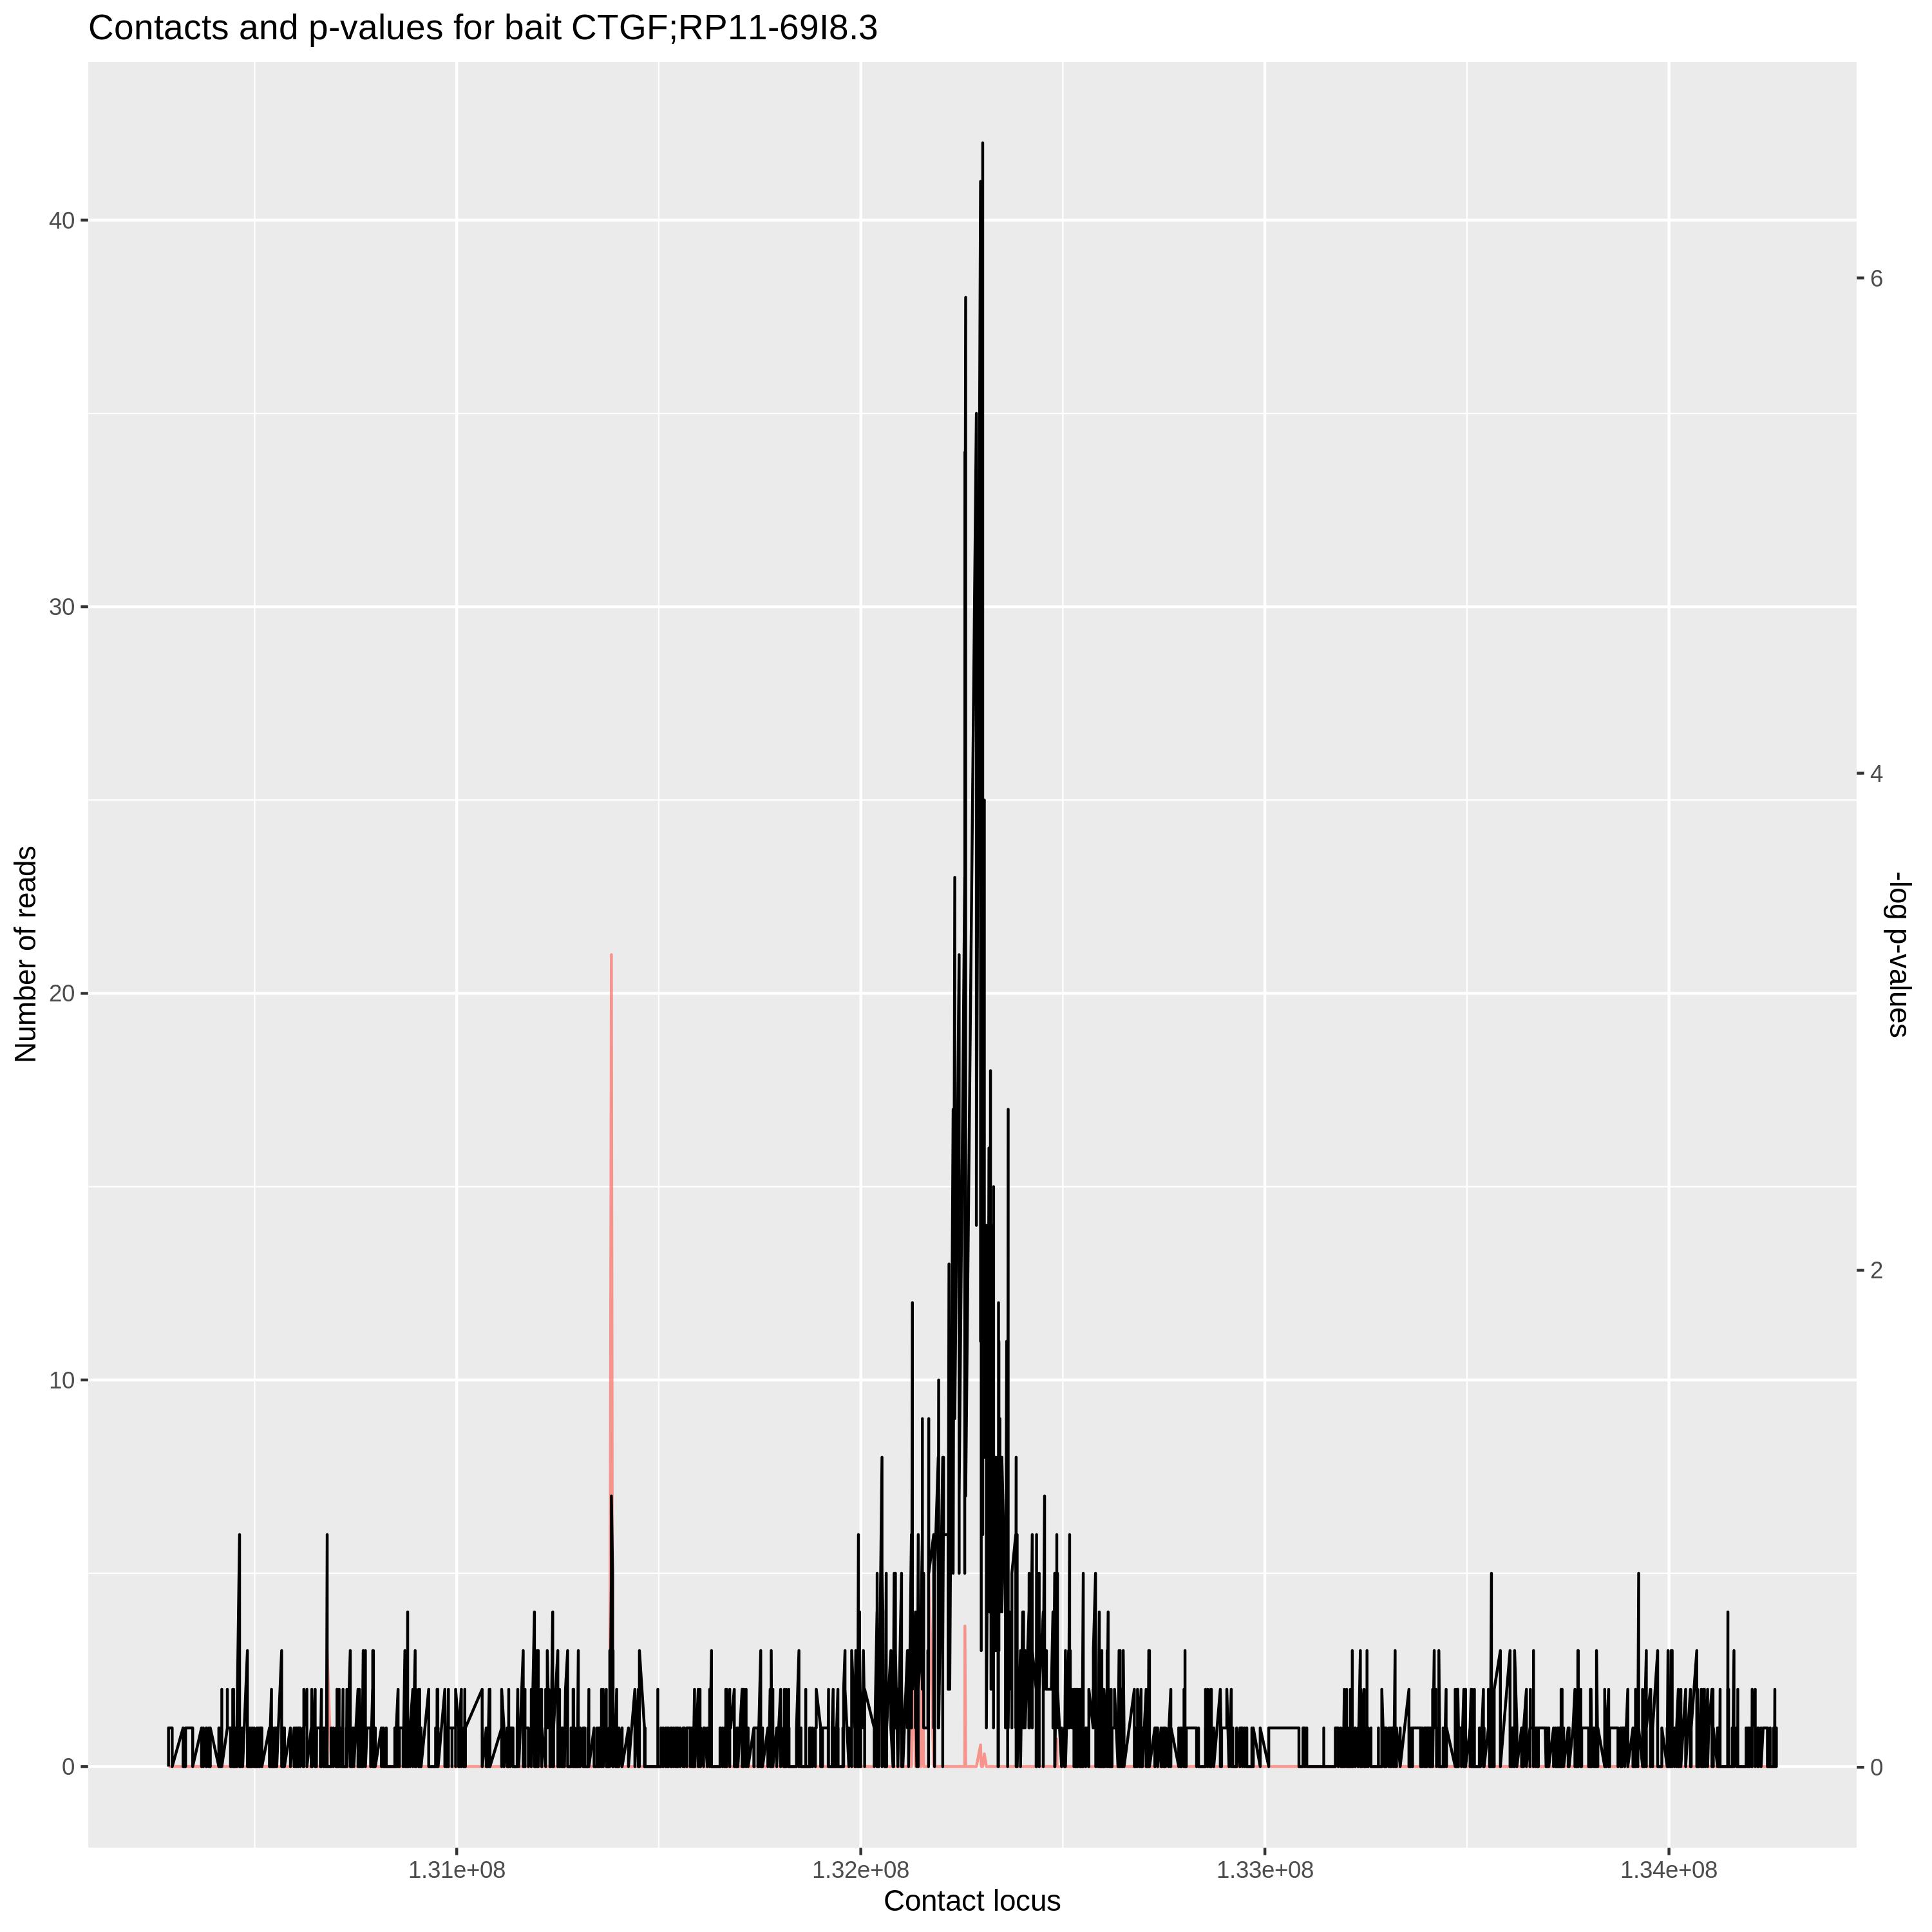 Contacts and p-values for bait CTGF;RP11-69I8.3
40
30
20
10
0
Number of reads
6
4
2
0
-log p-values
1.31e+08
1.32e+08
1.33e+08
1.34e+08
Contact locus